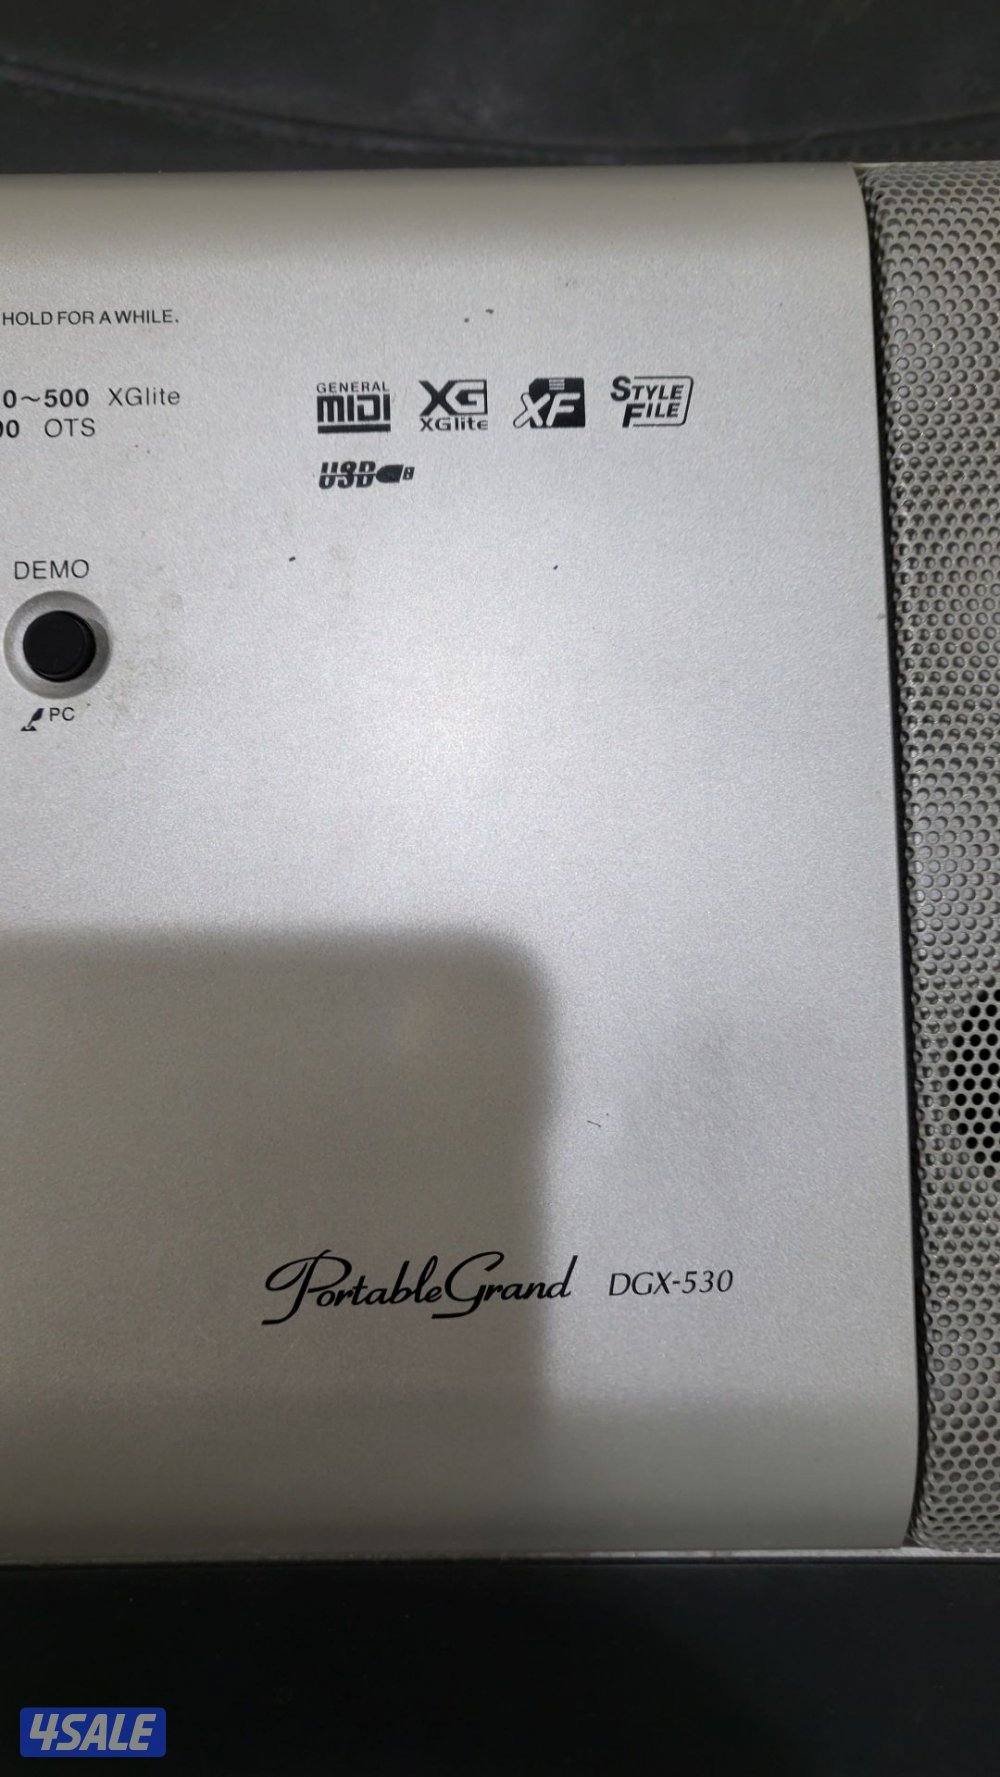 HOLD FOR A WHILE.
0~500 XGlite
00 OTS
GENERAL MIDI XG XGlite XF STYLE FILE
USB
DEMO
PC
PortableGrand DGX-530
4SALE